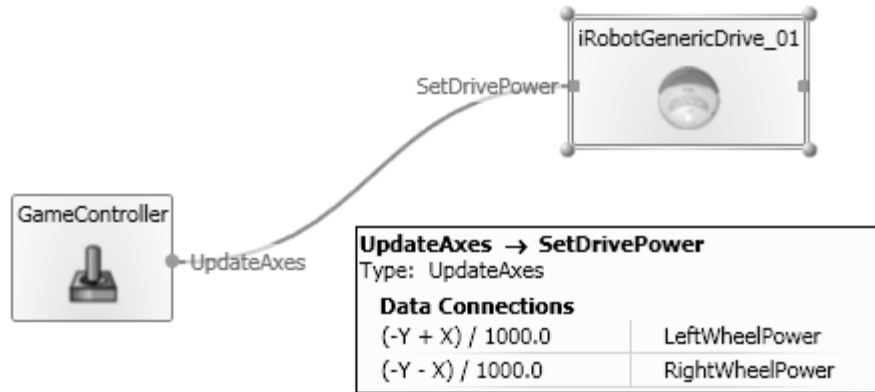 iRobotGenericDrive_01
SetDrivePower
GameController
UpdateAxes
UpdateAxes → SetDrivePower
Type: UpdateAxes
Data Connections
(-Y + X) / 1000.0 LeftWheelPower
(-Y - X) / 1000.0 RightWheelPower